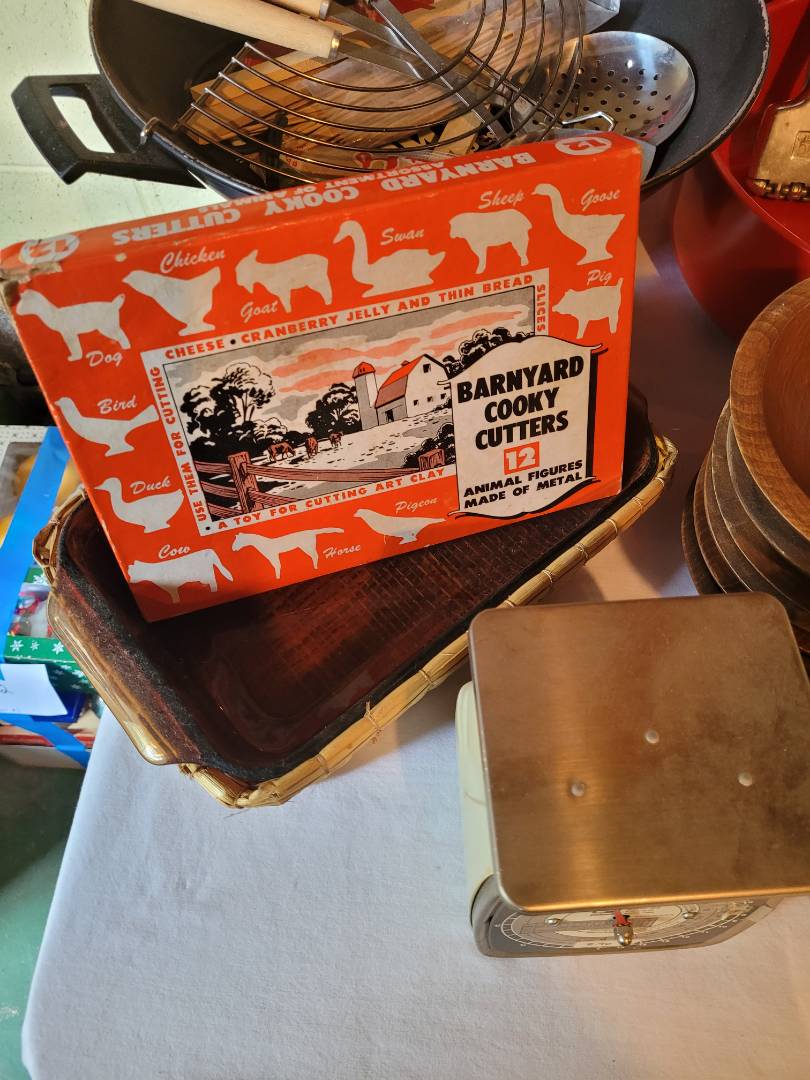 BARNYARD COOKY CUTTERS
ASSORTMENT OF ANIMALS
Chicken
Goat
Swan
Sheep
Goose
Pig
Dog
Bird
Duck
Cow
Horse
Pigeon
USE THEM FOR CUTTING CHEESE • CRANBERRY JELLY AND THIN BREAD SLICES
• A TOY FOR CUTTING ART CLAY
BARNYARD
COOKY
CUTTERS
12
ANIMAL FIGURES
MADE OF METAL